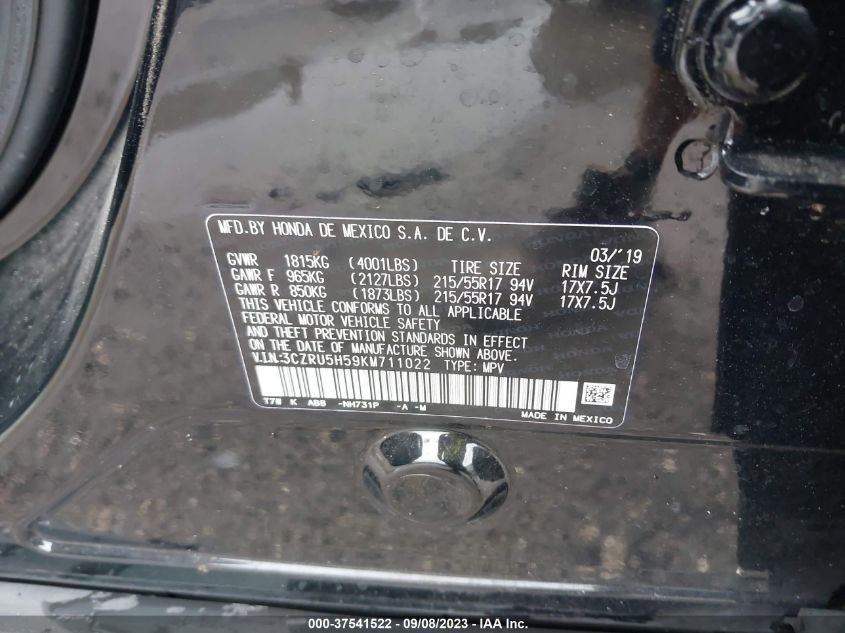 MFD.BY HONDA DE MEXICO S.A. DE C.V.
03/'19
GVWR 1815KG (4001LBS) TIRE SIZE RIM SIZE
GAWR F 965KG (2127LBS) 215/55R17 94V 17X7.5J
GAWR R 850KG (1873LBS) 215/55R17 94V 17X7.5J
THIS VEHICLE CONFORMS TO ALL APPLICABLE
FEDERAL MOTOR VEHICLE SAFETY
AND THEFT PREVENTION STANDARDS IN EFFECT
ON THE DATE OF MANUFACTURE SHOWN ABOVE.
V.I.N:3CZRU5H59KM711022 TYPE: MPV
T7W K ABB -NH731P -A -M
MADE IN MEXICO
000-37541522 - 09/08/2023 - IAA Inc.